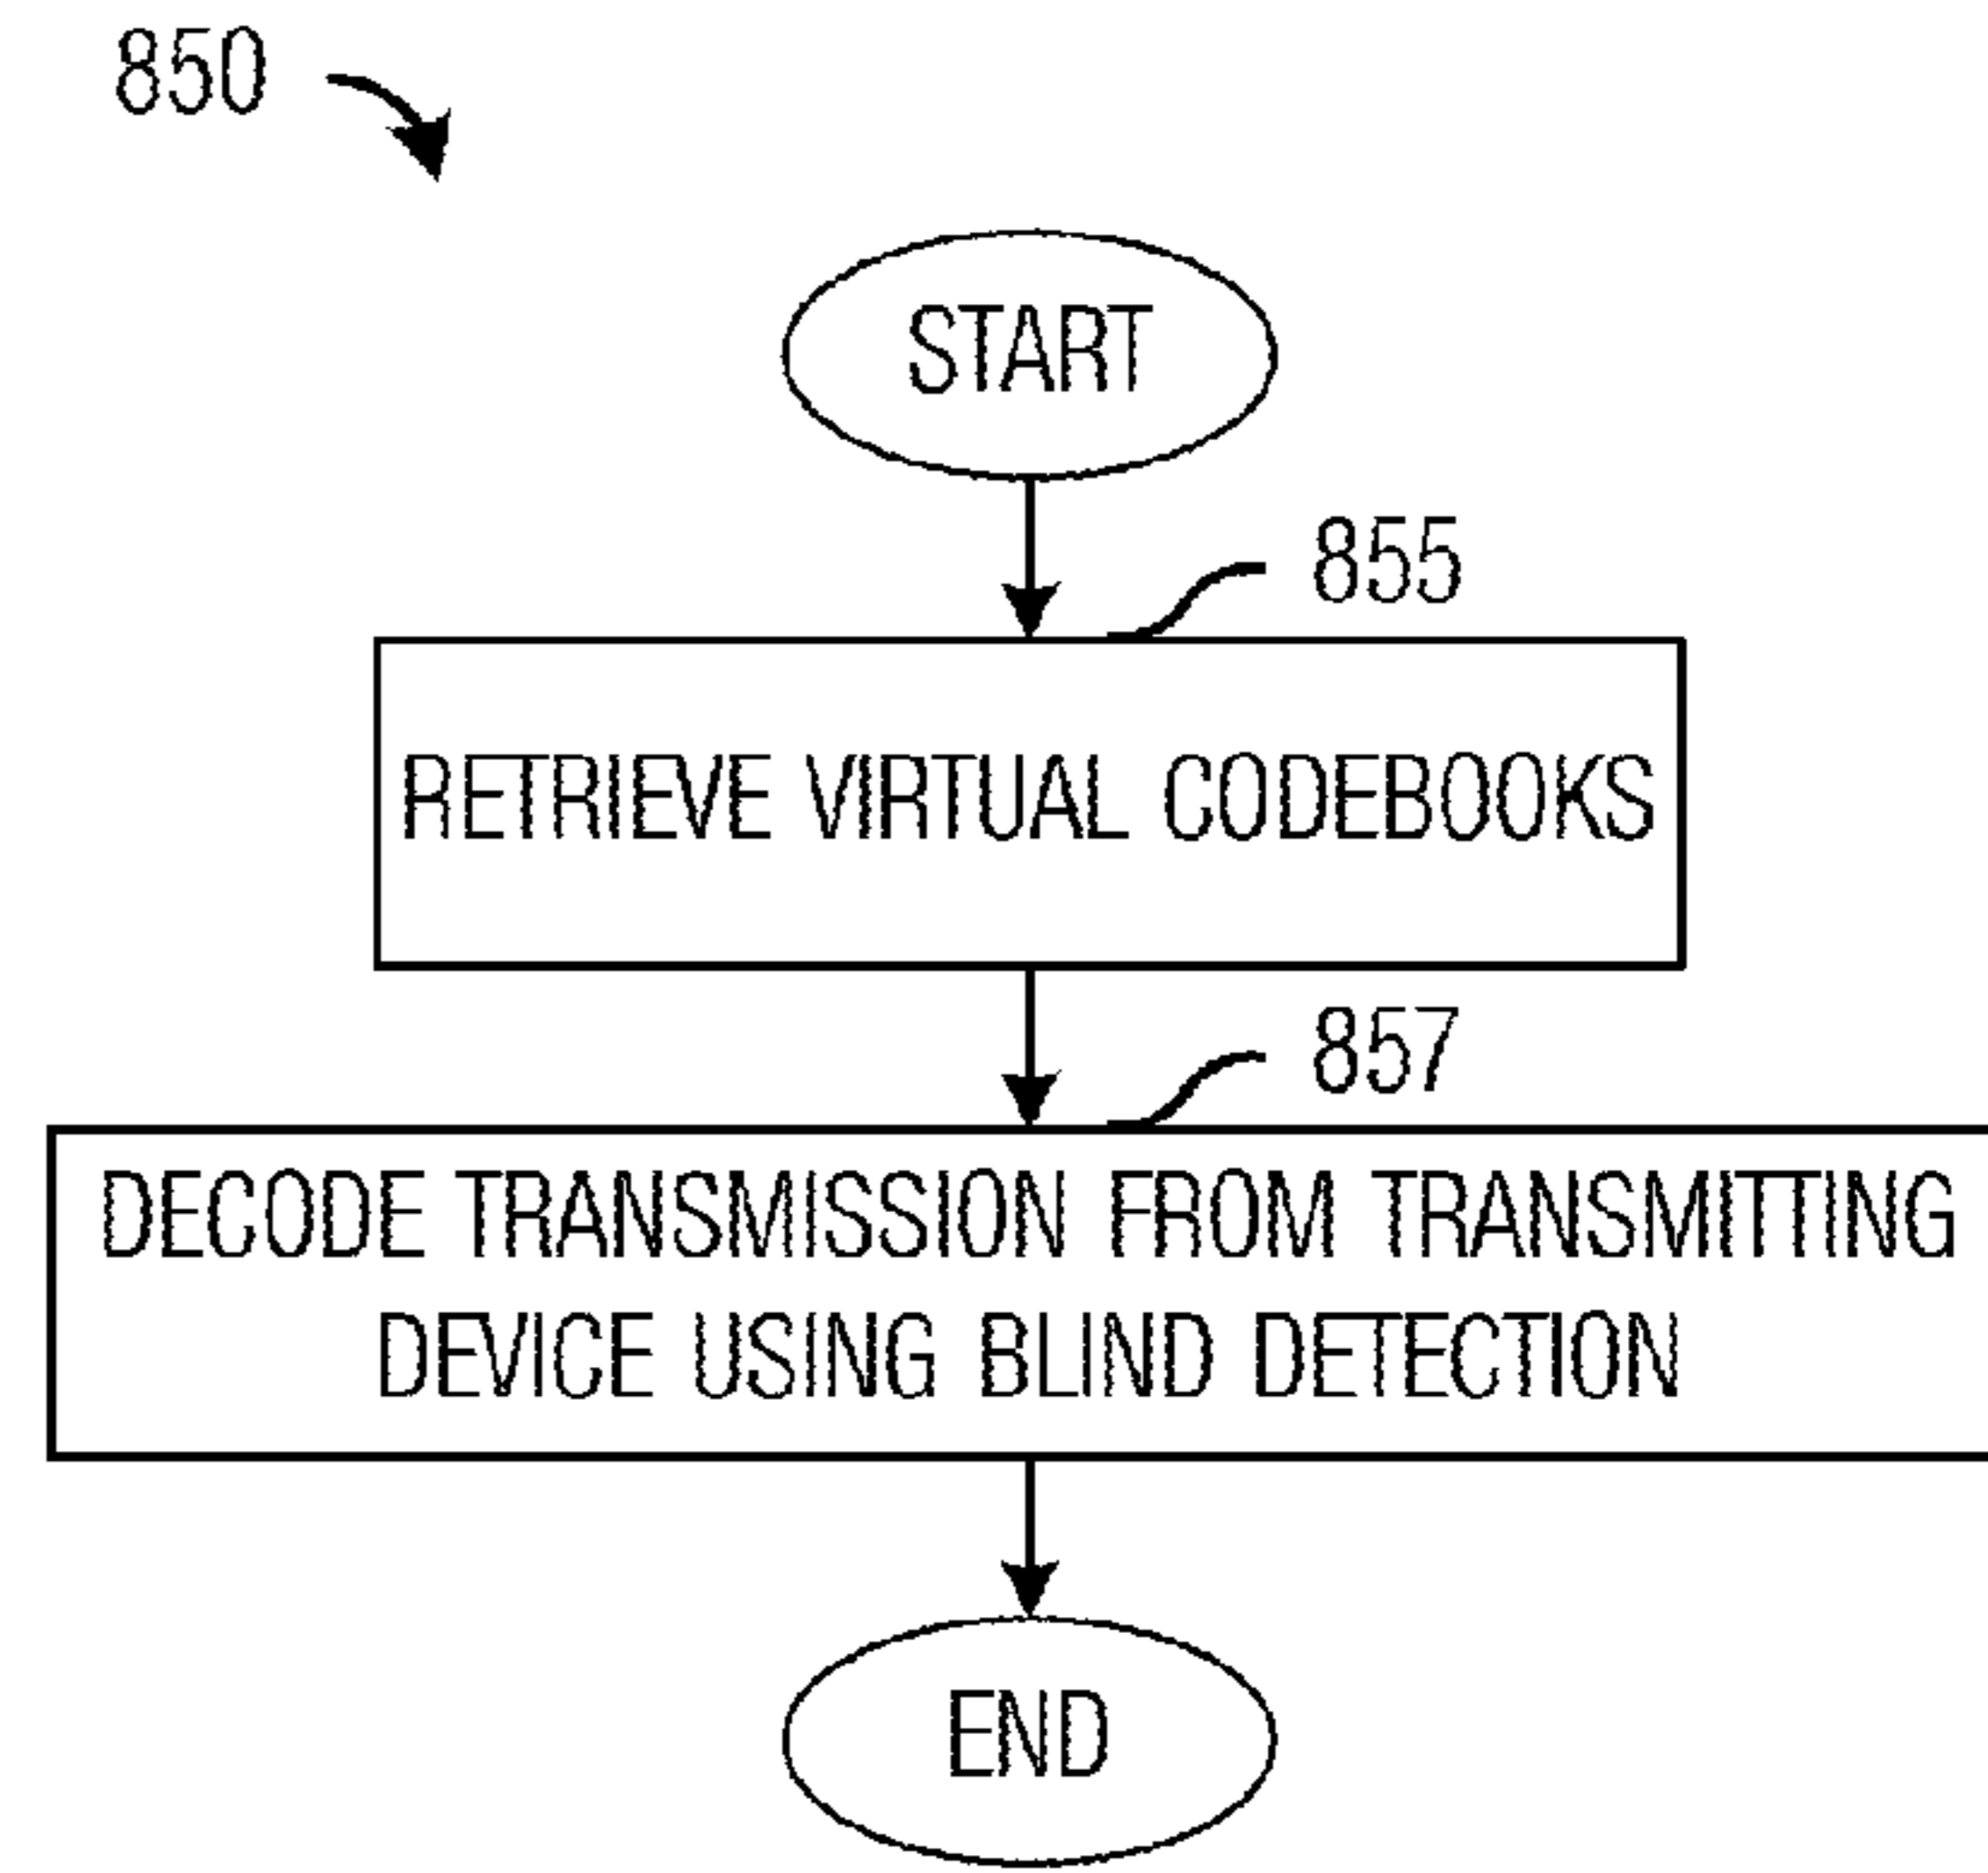 850
START
855
RETRIEVE VIRTUAL CODEBOOKS
857
DECODE TRANSMISSION FROM TRANSMITTING
DEVICE USING BLIND DETECTION
END